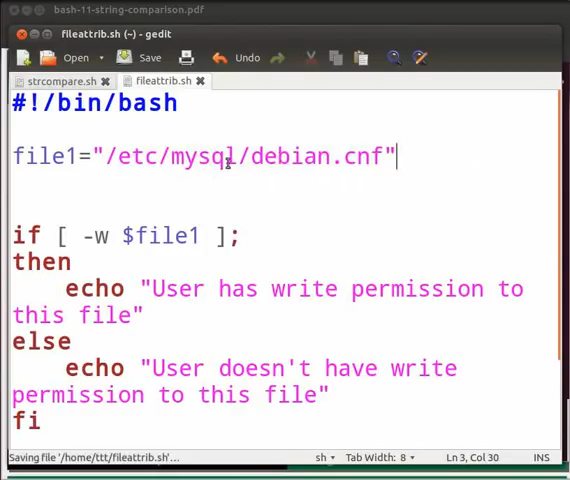 bash-11-string-comparison.pdf
fileattrib.sh (~) - gedit
Open Save Undo
strcompare.sh fileattrib.sh
#!/bin/bash
file1="/etc/mysql/debian.cnf"
if [ -w $file1 ];
then
echo "User has write permission to
this file"
else
echo "User doesn't have write
permission to this file"
fi
Saving file '/home/ttt/fileattrib.sh'... sh Tab Width: 8 Ln 3, Col 30 INS